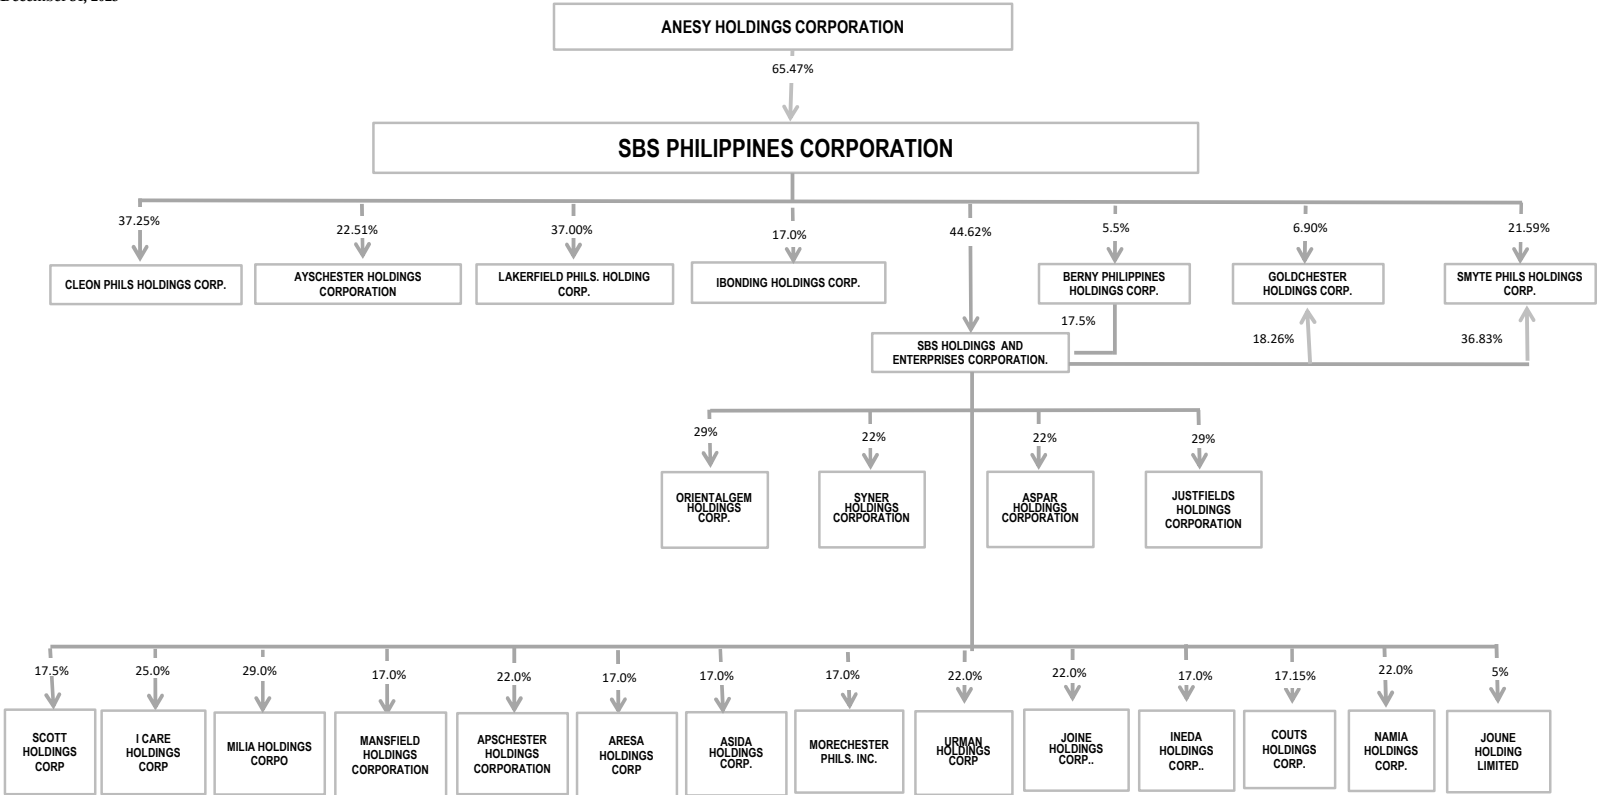 ANESY HOLDINGS CORPORATION
65.47%
SBS PHILIPPINES CORPORATION
37.25%
22.51%
37.00%
17.0%
44.62%
5.5%
6.90%
21.59%
CLEON PHILS HOLDINGS CORP.
AYSCHESTER HOLDINGS
CORPORATION
LAKERFIELD PHILS. HOLDING
CORP.
IBONDING HOLDINGS CORP.
BERNY PHILIPPINES
HOLDINGS CORP.
GOLDCHESTER
HOLDINGS CORP.
SMYTE PHILS HOLDINGS
CORP.
17.5%
18.26%
36.83%
SBS HOLDINGS AND
ENTERPRISES CORPORATION.
29%
22%
22%
29%
ORIENTALGEM
HOLDINGS
CORP.
SYNER
HOLDINGS
CORPORATION
ASPAR
HOLDINGS
CORPORATION
JUSTFIELDS
HOLDINGS
CORPORATION
17.5%
25.0%
29.0%
17.0%
22.0%
17.0%
17.0%
17.0%
22.0%
22.0%
17.0%
17.15%
22.0%
5%
SCOTT
HOLDINGS
CORP
I CARE
HOLDINGS
CORP
MILIA HOLDINGS
CORPO
MANSFIELD
HOLDINGS
CORPORATION
APSCHESTER
HOLDINGS
CORPORATION
ARESA
HOLDINGS
CORP
ASIDA
HOLDINGS
CORP.
MORECHESTER
PHILS. INC.
URMAN
HOLDINGS
CORP
JOINE
HOLDINGS
CORP..
INEDA
HOLDINGS
CORP..
COUTS
HOLDINGS
CORP.
NAMIA
HOLDINGS
CORP.
JOUNE
HOLDING
LIMITED